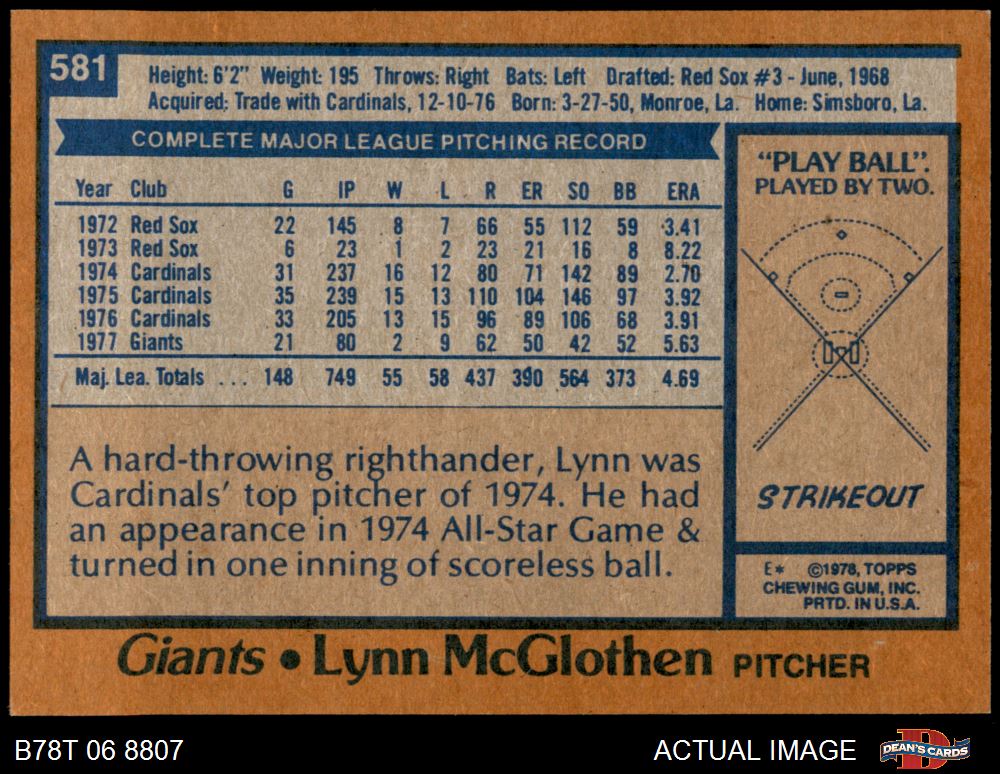 581
Height: 6'2" Weight: 195 Throws: Right Bats: Left Drafted: Red Sox #3 - June, 1968
Acquired: Trade with Cardinals, 12-10-76 Born: 3-27-50, Monroe, La. Home: Simsboro, La.
COMPLETE MAJOR LEAGUE PITCHING RECORD
Year Club G IP W L R ER SO BB ERA
1972 Red Sox 22 145 8 7 66 55 112 59 3.41
1973 Red Sox 6 23 1 2 23 21 16 8 8.22
1974 Cardinals 31 237 16 12 80 71 142 89 2.70
1975 Cardinals 35 239 15 13 110 104 146 97 3.92
1976 Cardinals 33 205 13 15 96 89 106 68 3.91
1977 Giants 21 80 2 9 62 50 42 52 5.63
Maj. Lea. Totals ... 148 749 55 58 437 390 564 373 4.69
A hard-throwing righthander, Lynn was
Cardinals' top pitcher of 1974. He had
an appearance in 1974 All-Star Game &
turned in one inning of scoreless ball.
"PLAY BALL".
PLAYED BY TWO.
STRIKEOUT
E* ©1978, TOPPS
CHEWING GUM, INC.
PRTD. IN U.S.A.
Giants • Lynn McGlothen PITCHER
B78T 06 8807
ACTUAL IMAGE
DEAN'S CARDS